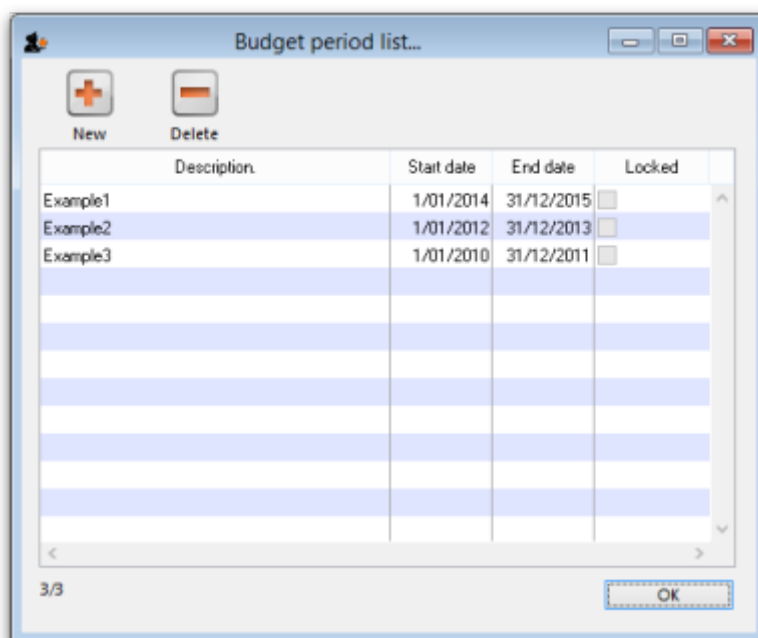 Budget period list...
New Delete
Description. Start date End date Locked
Example1 1/01/2014 31/12/2015
Example2 1/01/2012 31/12/2013
Example3 1/01/2010 31/12/2011
3/3 OK